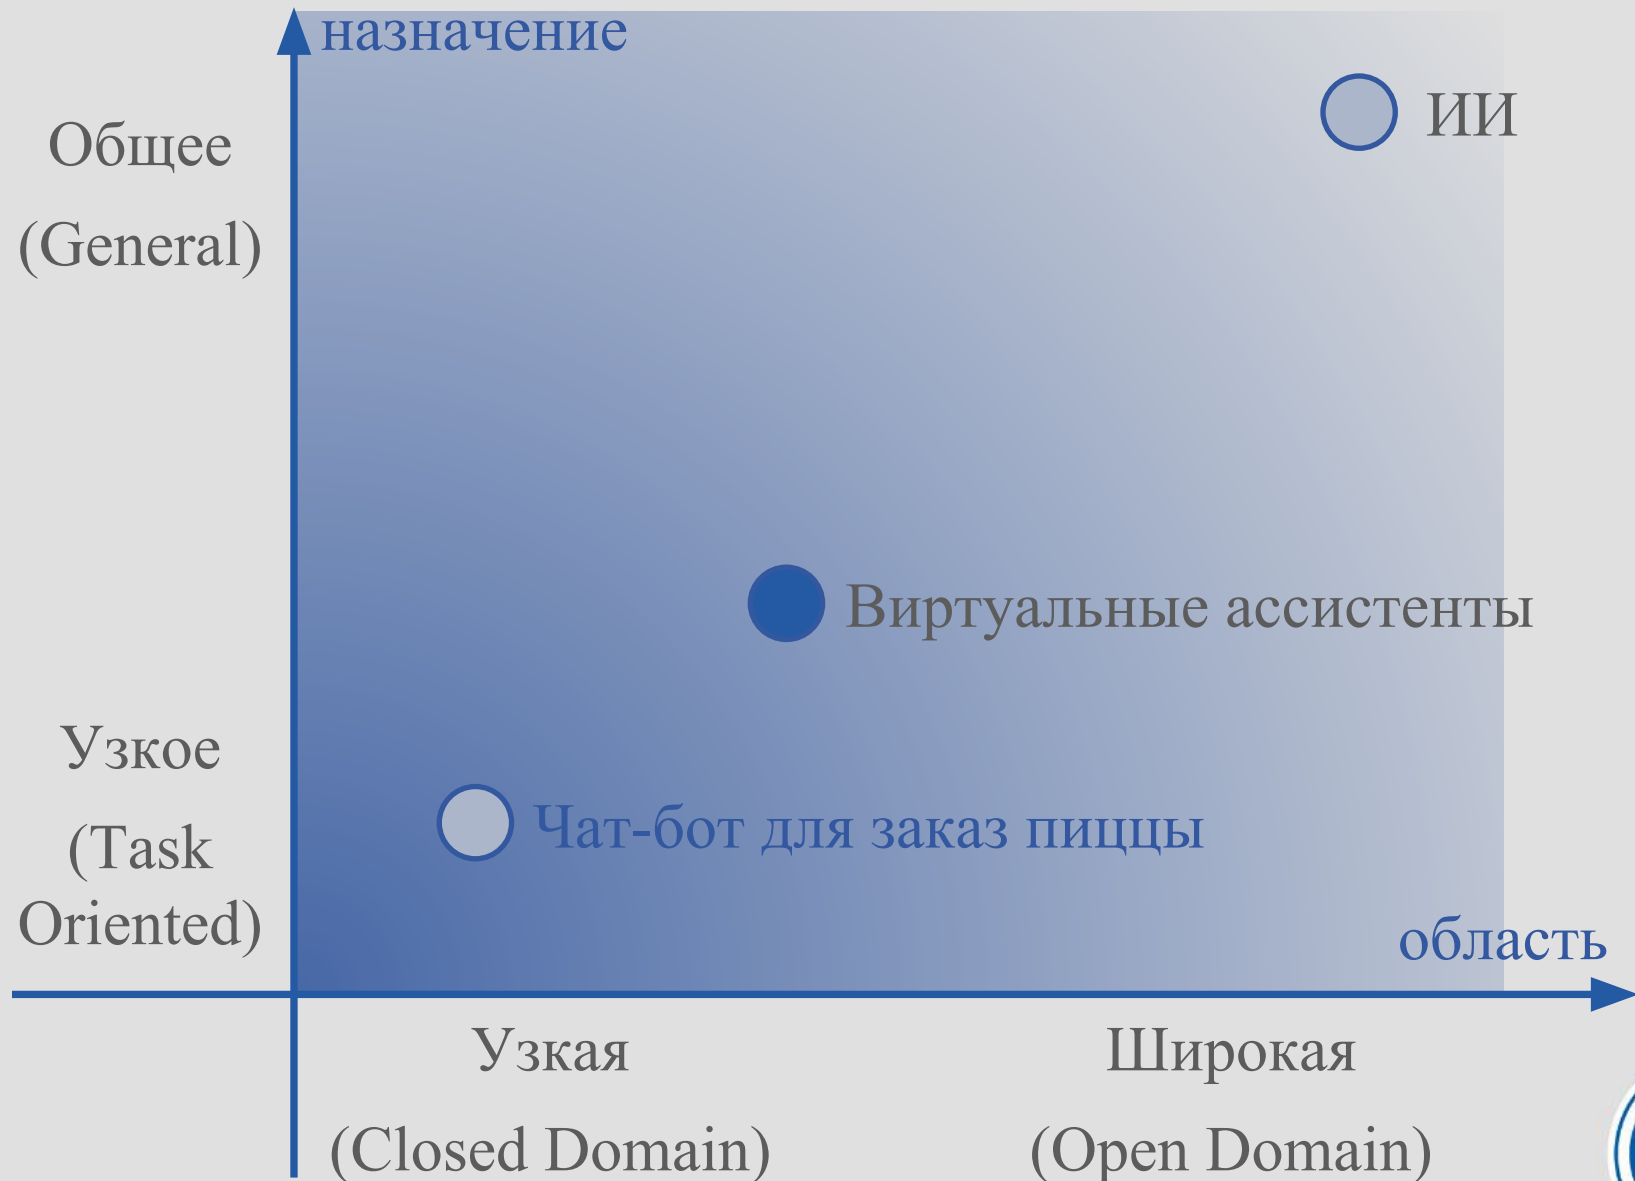 назначение
ИИ
Общее
(General)
Виртуальные ассистенты
Узкое
(Task
Oriented)
Чат-бот для заказ пиццы
область
Узкая
(Closed Domain)
Широкая
(Open Domain)